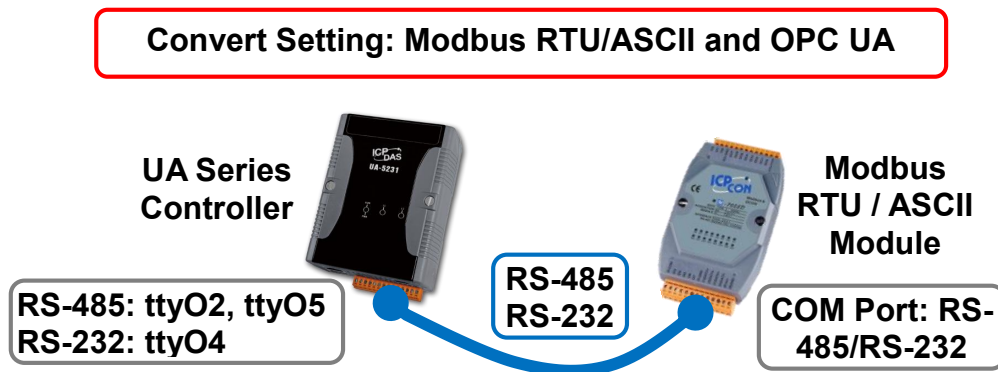 Convert Setting: Modbus RTU/ASCII and OPC UA
UA Series
Controller
ICP DAS
UA-5231
ICP CON
CE
Modbus
RTU / ASCII
Module
RS-485
RS-232
RS-485: ttyO2, ttyO5
RS-232: ttyO4
COM Port: RS-
485/RS-232